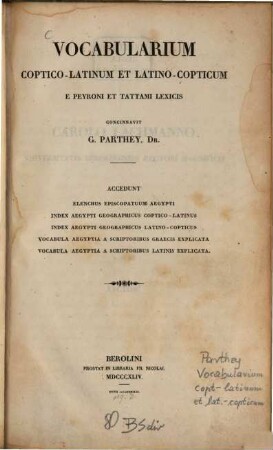 VOCABULARIUM
COPTICO-LATINUM ET LATINO-COPTICUM
E PEYRONI ET TATTAMI LEXICIS
CONCINNAVIT
G. PARTHEY, DR.
ACCEDUNT
ELENCHUS EPISCOPATUUM AEGYPTI
INDEX AEGYPTI GEOGRAPHICUS COPTICO-LATINUS
INDEX AEGYPTI GEOGRAPHICUS LATINO-COPTICUS
VOCABULA AEGYPTIA A SCRIPTORIBUS GRAECIS EXPLICATA
VOCABULA AEGYPTIA A SCRIPTORIBUS LATINIS EXPLICATA.
BEROLINI
PROSTAT IN LIBRARIA FR. NICOLAI.
MDCCCXLIV.
Parthey
Vocabularium
copt-latinum
et lat.-copticum